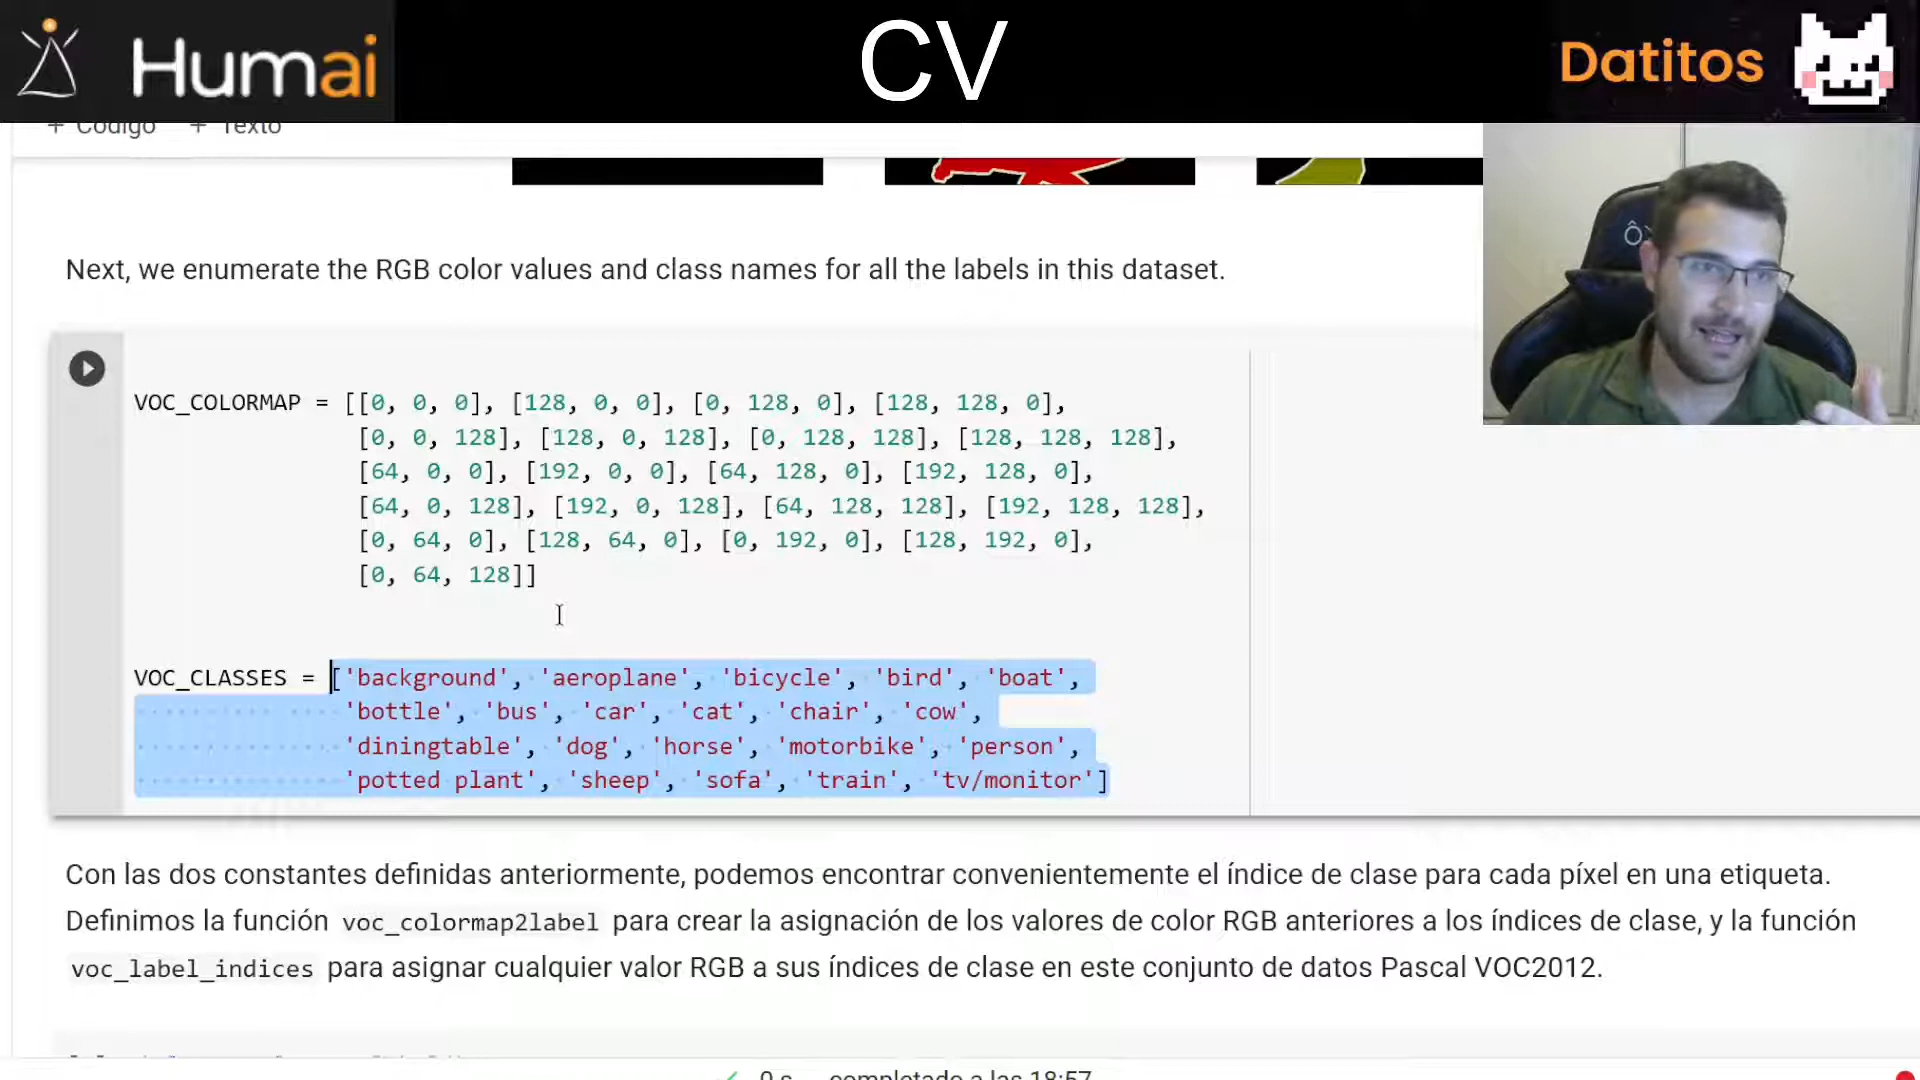 Humai
CV
Datitos
+ Código + Texto
Next, we enumerate the RGB color values and class names for all the labels in this dataset.
VOC_COLORMAP = [[0, 0, 0], [128, 0, 0], [0, 128, 0], [128, 128, 0],
[0, 0, 128], [128, 0, 128], [0, 128, 128], [128, 128, 128],
[64, 0, 0], [192, 0, 0], [64, 128, 0], [192, 128, 0],
[64, 0, 128], [192, 0, 128], [64, 128, 128], [192, 128, 128],
[0, 64, 0], [128, 64, 0], [0, 192, 0], [128, 192, 0],
[0, 64, 128]]
VOC_CLASSES = ['background', 'aeroplane', 'bicycle', 'bird', 'boat',
'bottle', 'bus', 'car', 'cat', 'chair', 'cow',
'diningtable', 'dog', 'horse', 'motorbike', 'person',
'potted plant', 'sheep', 'sofa', 'train', 'tv/monitor']
Con las dos constantes definidas anteriormente, podemos encontrar convenientemente el índice de clase para cada píxel en una etiqueta.
Definimos la función voc_colormap2label para crear la asignación de los valores de color RGB anteriores a los índices de clase, y la función
voc_label_indices para asignar cualquier valor RGB a sus índices de clase en este conjunto de datos Pascal VOC2012.
0 s completado a las 18:57